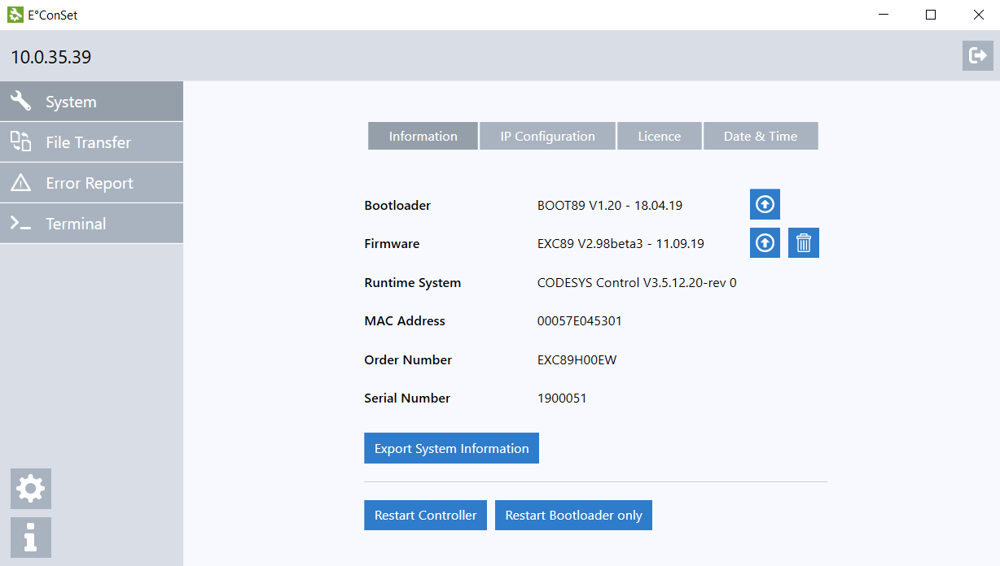 E°ConSet
10.0.35.39
System
File Transfer
Error Report
Terminal
Information IP Configuration Licence Date & Time
Bootloader BOOT89 V1.20 - 18.04.19
Firmware EXC89 V2.98beta3 - 11.09.19
Runtime System CODESYS Control V3.5.12.20-rev 0
MAC Address 00057E045301
Order Number EXC89H00EW
Serial Number 1900051
Export System Information
Restart Controller Restart Bootloader only